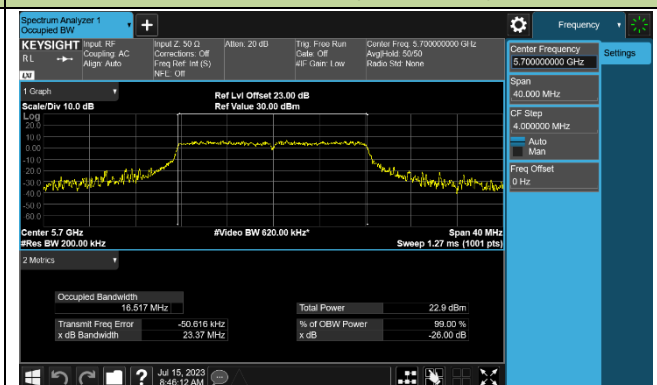 Spectrum Analyzer 1
Occupied BW
+
Frequency
KEYSIGHT Input: RF Input Z: 50 Ω Atten: 20 dB Trig: Free Run Center Freq: 5.700000000 GHz
RL Coupling: AC Corrections: Off Gate: Off Avg|Hold: 50/50
Align: Auto Freq Ref: Int (S) #IF Gain: Low Radio Std: None
NFE: Off
LXI
Center Frequency
5.700000000 GHz
Settings
Span
40.000 MHz
CF Step
4.000000 MHz
Auto
Man
Freq Offset
0 Hz
1 Graph
Ref Lvl Offset 23.00 dB
Scale/Div 10.0 dB Ref Value 30.00 dBm
Log
20.0
10.0
0.00
-10.0
-20.0
-30.0
-40.0
-50.0
-60.0
Center 5.7 GHz #Video BW 620.00 kHz* Span 40 MHz
#Res BW 200.00 kHz Sweep 1.27 ms (1001 pts)
2 Metrics
Occupied Bandwidth
16.517 MHz Total Power 22.9 dBm
Transmit Freq Error -50.616 kHz % of OBW Power 99.00 %
x dB Bandwidth 23.37 MHz x dB -26.00 dB
? Jul 15, 2023
8:46:12 AM